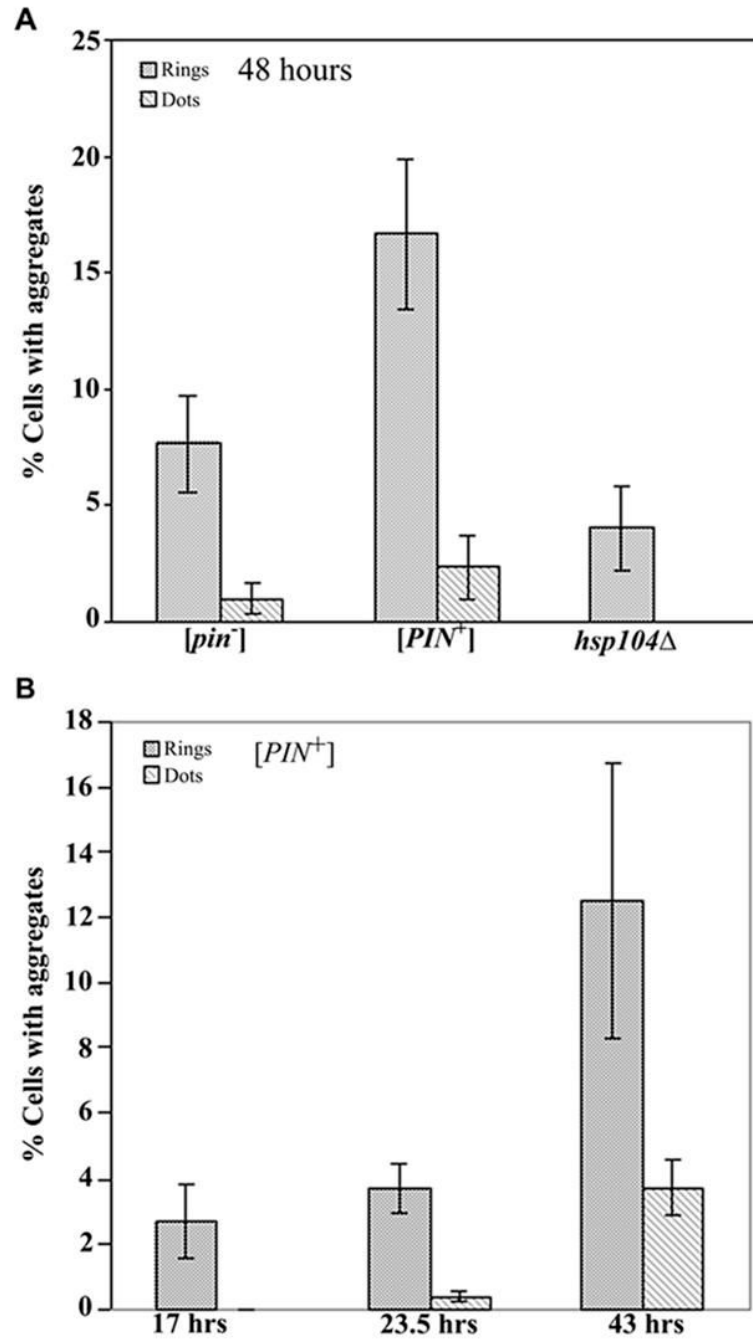 A
25
Rings 48 hours
Dots
20
15
10
5
0
% Cells with aggregates
[pin⁻] [PIN⁺] hsp104Δ
B
18
Rings [PIN⁺]
Dots
16
14
12
10
8
6
4
2
0
% Cells with aggregates
17 hrs 23.5 hrs 43 hrs